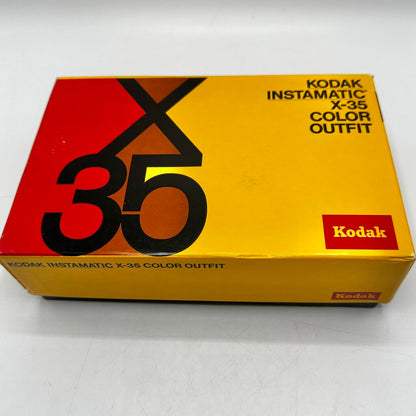 X
35
KODAK
INSTAMATIC
X-35
COLOR
OUTFIT
Kodak
KODAK INSTAMATIC X-35 COLOR OUTFIT
Kodak